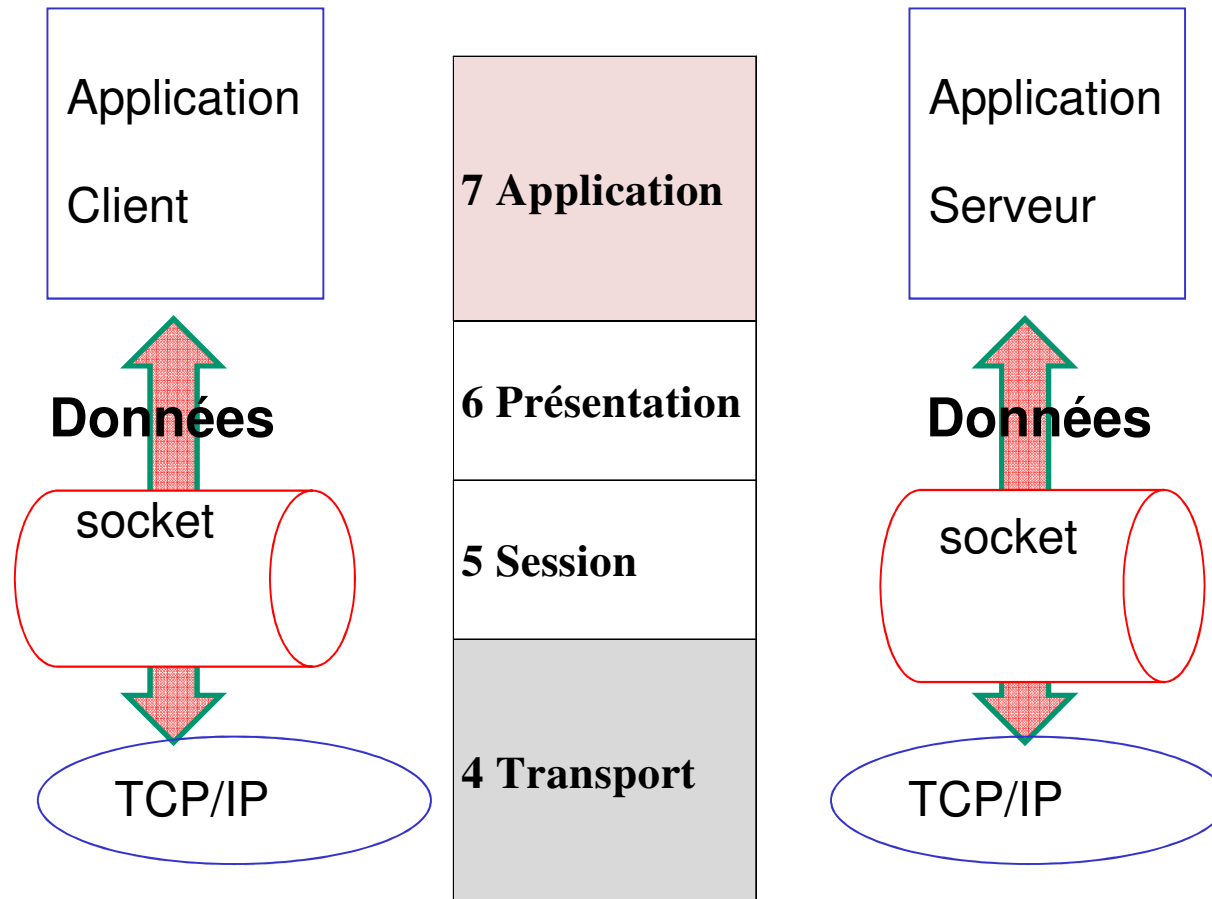 Application
Client
Données
socket
TCP/IP
7 Application
6 Présentation
5 Session
4 Transport
Application
Serveur
Données
socket
TCP/IP